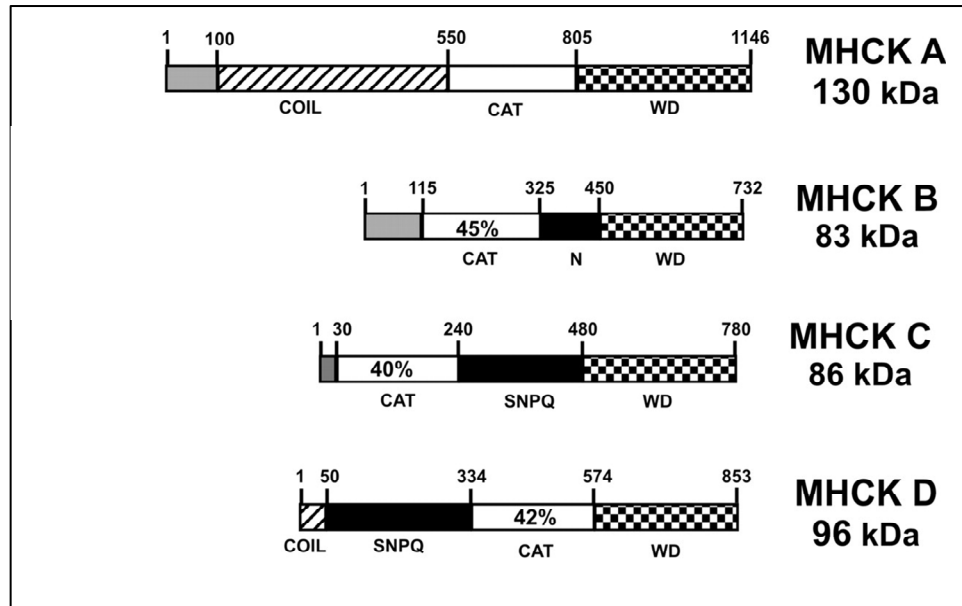 1 100 550 805 1146
MHCK A
130 kDa
COIL CAT WD
1 115 325 450 732
MHCK B
83 kDa
45%
CAT N WD
1 30 240 480 780
MHCK C
86 kDa
40%
CAT SNPQ WD
1 50 334 574 853
MHCK D
96 kDa
42%
COIL SNPQ CAT WD